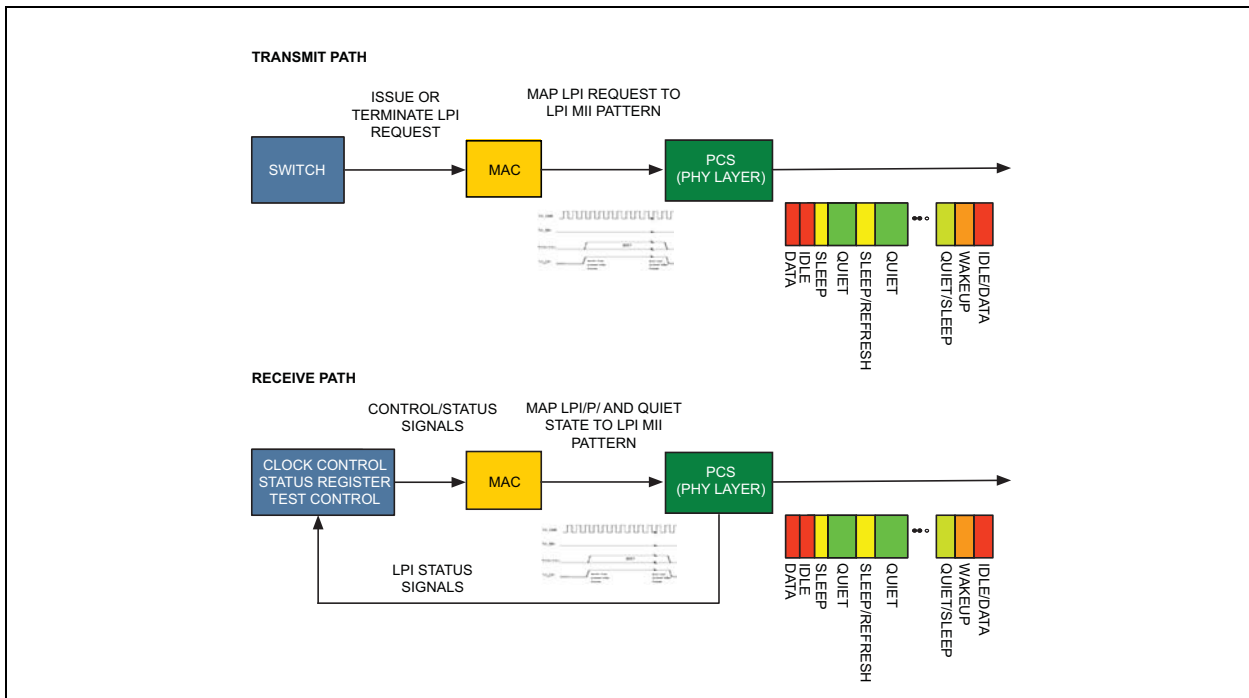 TRANSMIT PATH
ISSUE OR
TERMINATE LPI
REQUEST
MAP LPI REQUEST TO
LPI MII PATTERN
SWITCH
MAC
PCS
(PHY LAYER)
DATA
IDLE
SLEEP
QUIET
SLEEP/REFRESH
QUIET
QUIET/SLEEP
WAKEUP
IDLE/DATA
RECEIVE PATH
CONTROL/STATUS
SIGNALS
MAP LPI/P/ AND QUIET
STATE TO LPI MII
PATTERN
CLOCK CONTROL
STATUS REGISTER
TEST CONTROL
MAC
PCS
(PHY LAYER)
LPI STATUS
SIGNALS
DATA
IDLE
SLEEP
QUIET
SLEEP/REFRESH
QUIET
QUIET/SLEEP
WAKEUP
IDLE/DATA